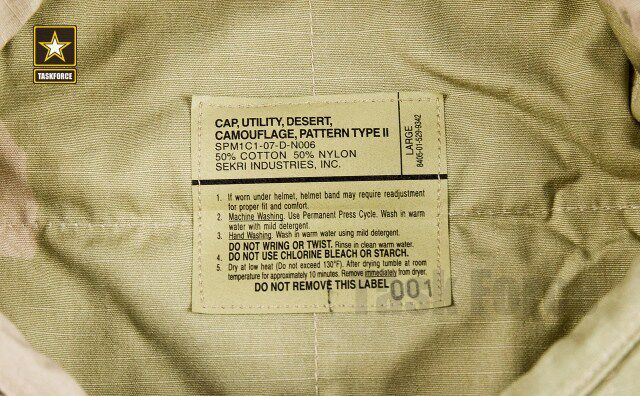 TASKFORCE
CAP, UTILITY, DESERT,
CAMOUFLAGE, PATTERN TYPE II
SPM1C1-07-D-N006
50% COTTON 50% NYLON
SEKRI INDUSTRIES, INC.
LARGE
8405-01-529-9342
1. If worn under helmet, helmet band may require readjustment
for proper fit and comfort.
2. Machine Washing. Use Permanent Press Cycle. Wash in warm
water with mild detergent.
3. Hand Washing. Wash in warm water using mild detergent.
DO NOT WRING OR TWIST. Rinse in clean warm water.
4. DO NOT USE CHLORINE BLEACH OR STARCH.
5. Dry at low heat (Do not exceed 130°F). After drying tumble at room
temperature for approximately 10 minutes. Remove immediately from dryer.
DO NOT REMOVE THIS LABEL
001